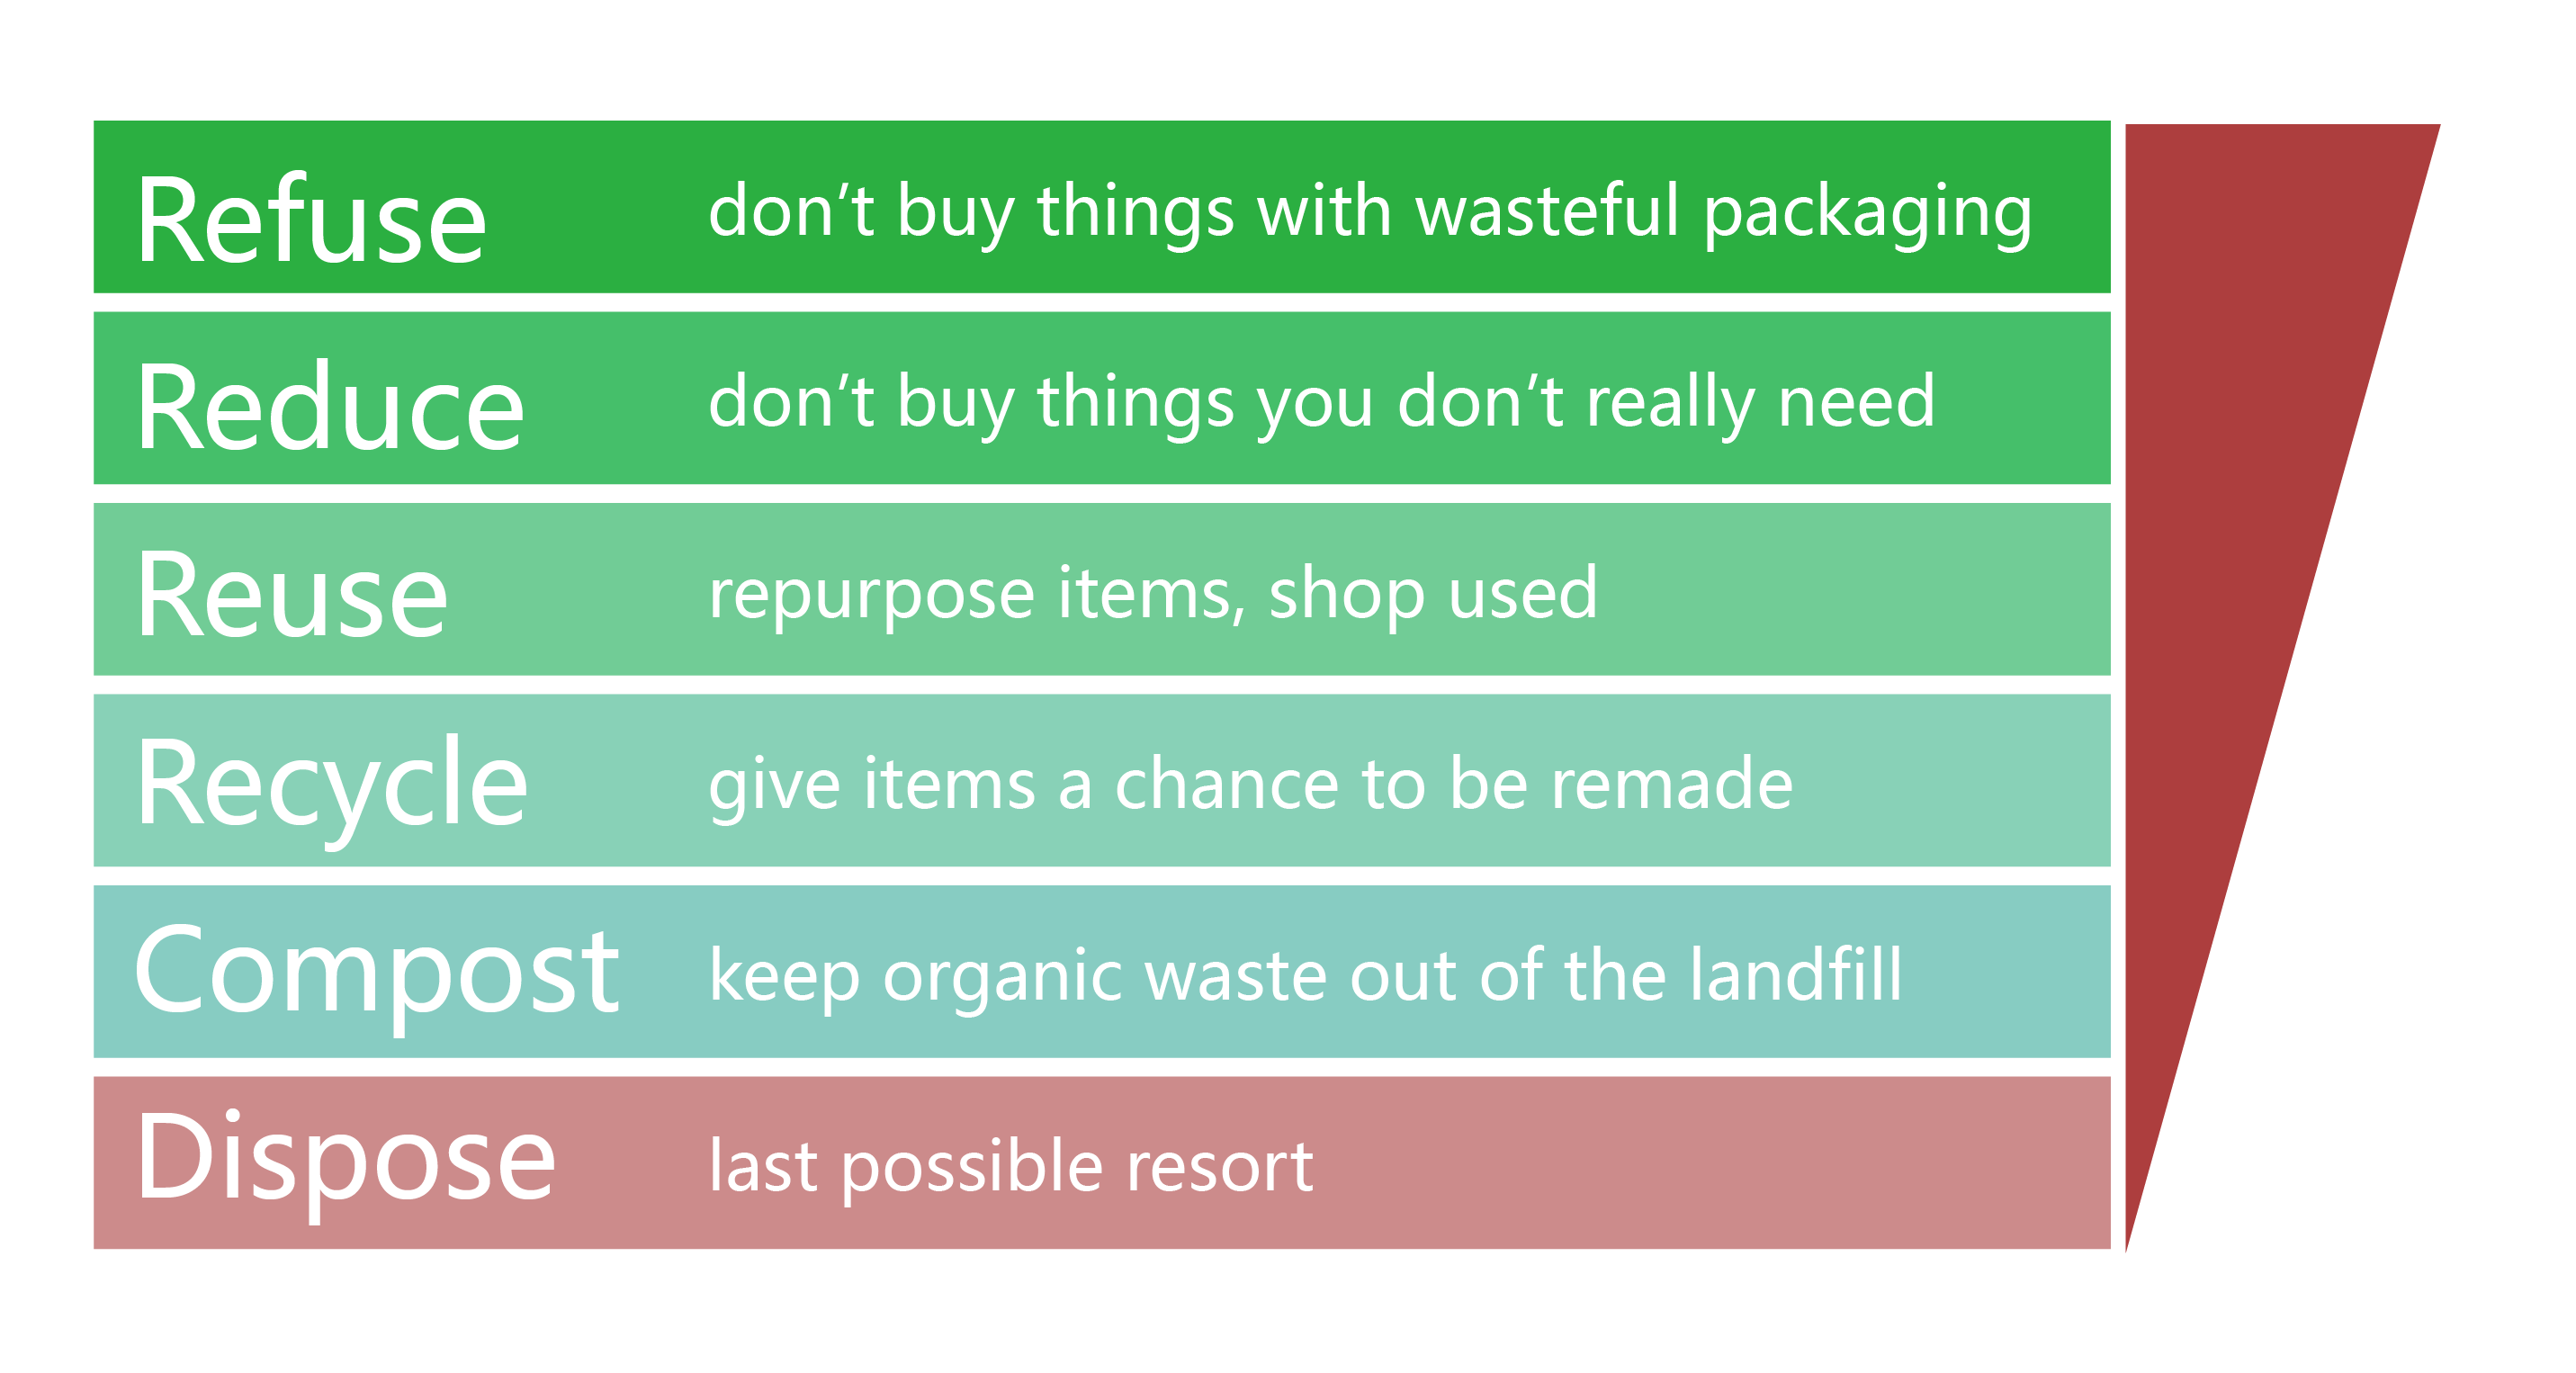 Refuse don’t buy things with wasteful packaging
Reduce don’t buy things you don’t really need
Reuse repurpose items, shop used
Recycle give items a chance to be remade
Compost keep organic waste out of the landfill
Dispose last possible resort